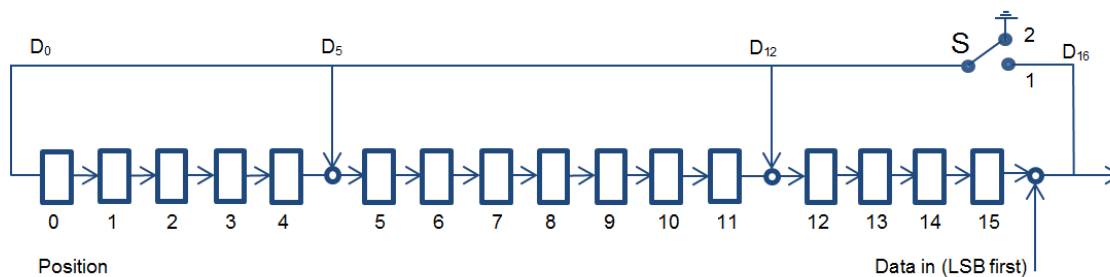 S 2
D0 D5 D12 D16
1
0 1 2 3 4 5 6 7 8 9 10 11 12 13 14 15
Position Data in (LSB first)